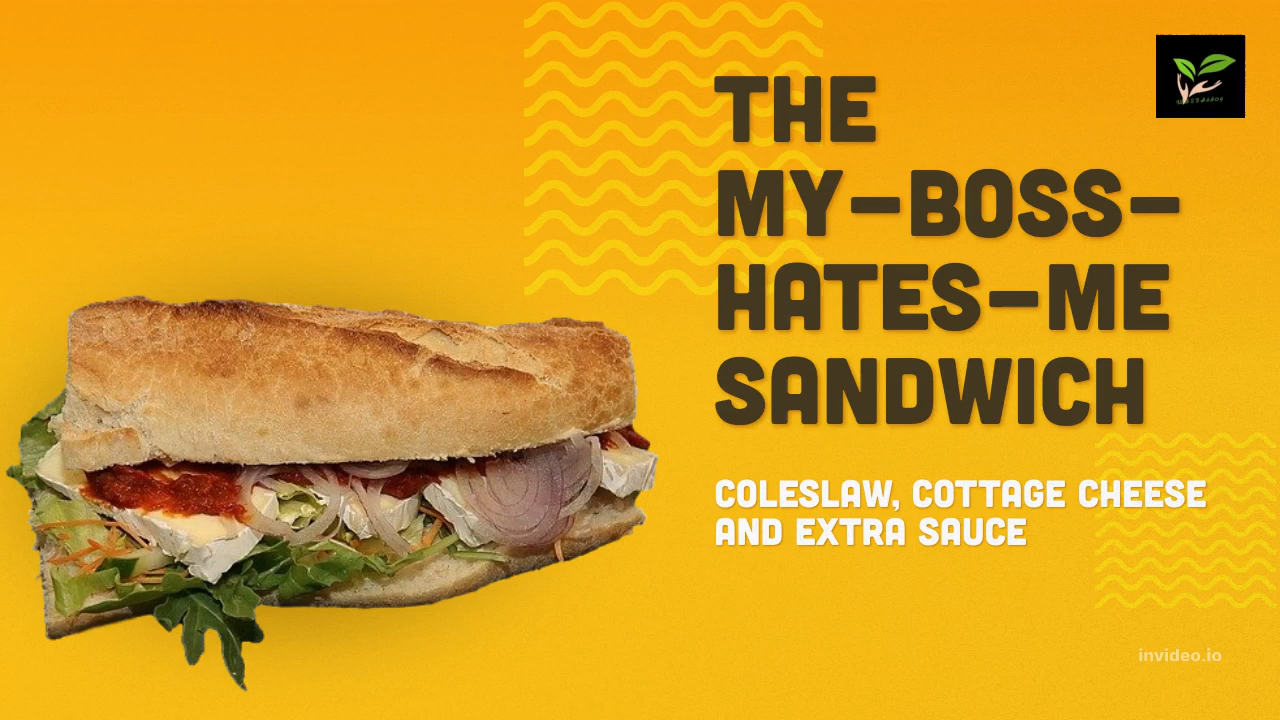 THE
MY-BOSS-
HATES-ME
SANDWICH
COLESLAW, COTTAGE CHEESE
AND EXTRA SAUCE
invideo.io